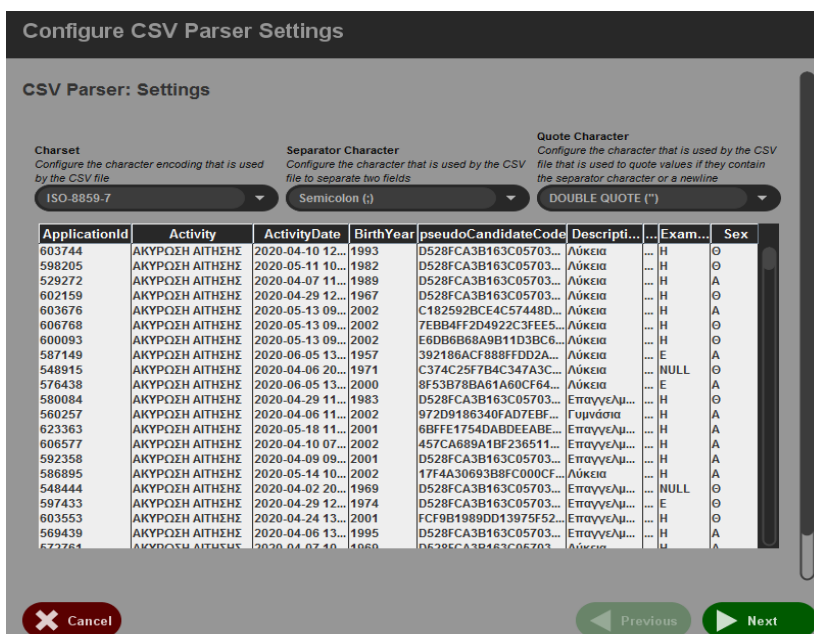 Configure CSV Parser Settings
CSV Parser: Settings
Charset
Configure the character encoding that is used
by the CSV file
ISO-8859-7
Separator Character
Configure the character that is used by the CSV
file to separate two fields
Semicolon (;)
Quote Character
Configure the character that is used by the CSV
file that is used to quote values if they contain
the separator character or a newline
DOUBLE QUOTE (")
ApplicationId Activity ActivityDate BirthYear pseudoCandidateCode Descripti... ... Exam... Sex
603744 ΑΚΥΡΩΣΗ ΑΙΤΗΣΗΣ 2020-04-10 12... 1993 D528FCA3B163C05703... Λύκεια ... Η Θ
598205 ΑΚΥΡΩΣΗ ΑΙΤΗΣΗΣ 2020-05-11 10... 1982 D528FCA3B163C05703... Λύκεια ... Η Θ
529272 ΑΚΥΡΩΣΗ ΑΙΤΗΣΗΣ 2020-04-07 11... 1989 D528FCA3B163C05703... Λύκεια ... Η Α
602159 ΑΚΥΡΩΣΗ ΑΙΤΗΣΗΣ 2020-04-29 12... 1967 D528FCA3B163C05703... Λύκεια ... Η Θ
603676 ΑΚΥΡΩΣΗ ΑΙΤΗΣΗΣ 2020-05-13 09... 2002 C182592BCE4C57448D... Λύκεια ... Η Α
606768 ΑΚΥΡΩΣΗ ΑΙΤΗΣΗΣ 2020-05-13 09... 2002 7EBB4FF2D4922C3FEE5... Λύκεια ... Η Θ
600093 ΑΚΥΡΩΣΗ ΑΙΤΗΣΗΣ 2020-05-13 09... 2002 E6DB6B68A9B11D3BC6... Λύκεια ... Η Θ
587149 ΑΚΥΡΩΣΗ ΑΙΤΗΣΗΣ 2020-06-05 13... 1957 392186ACF888FFDD2A... Λύκεια ... Ε Α
548915 ΑΚΥΡΩΣΗ ΑΙΤΗΣΗΣ 2020-04-06 20... 1971 C374C25F7B4C347A3C... Λύκεια ... NULL Θ
576438 ΑΚΥΡΩΣΗ ΑΙΤΗΣΗΣ 2020-06-05 13... 2000 8F53B78BA61A60CF64... Λύκεια ... Ε Α
580084 ΑΚΥΡΩΣΗ ΑΙΤΗΣΗΣ 2020-04-29 11... 1983 D528FCA3B163C05703... Επαγγελμ... ... Η Θ
560257 ΑΚΥΡΩΣΗ ΑΙΤΗΣΗΣ 2020-04-06 11... 2002 972D9186340FAD7EBF... Γυμνάσια ... Η Α
623363 ΑΚΥΡΩΣΗ ΑΙΤΗΣΗΣ 2020-05-18 11... 2001 6BFFE1754DABDEEABE... Επαγγελμ... ... Η Α
606577 ΑΚΥΡΩΣΗ ΑΙΤΗΣΗΣ 2020-04-10 07... 2002 457CA689A1BF236511... Επαγγελμ... ... Η Α
592358 ΑΚΥΡΩΣΗ ΑΙΤΗΣΗΣ 2020-04-09 09... 2001 D528FCA3B163C05703... Επαγγελμ... ... Η Α
586895 ΑΚΥΡΩΣΗ ΑΙΤΗΣΗΣ 2020-05-14 10... 2002 17F4A30693B8FC000CF... Λύκεια ... Η Α
548444 ΑΚΥΡΩΣΗ ΑΙΤΗΣΗΣ 2020-04-02 20... 1969 D528FCA3B163C05703... Επαγγελμ... ... NULL Θ
597433 ΑΚΥΡΩΣΗ ΑΙΤΗΣΗΣ 2020-04-29 12... 1974 D528FCA3B163C05703... Επαγγελμ... ... Ε Θ
603553 ΑΚΥΡΩΣΗ ΑΙΤΗΣΗΣ 2020-04-24 13... 2001 FCF9B1989DD13975F52... Επαγγελμ... ... Η Θ
569439 ΑΚΥΡΩΣΗ ΑΙΤΗΣΗΣ 2020-04-06 13... 1995 D528FCA3B163C05703... Επαγγελμ... ... Η Α
572761 ΑΚΥΡΩΣΗ ΑΙΤΗΣΗΣ 2020-04-07 10... 1969 D528FCA3B163C05703... Λύκεια ... Η Α
Cancel Previous Next